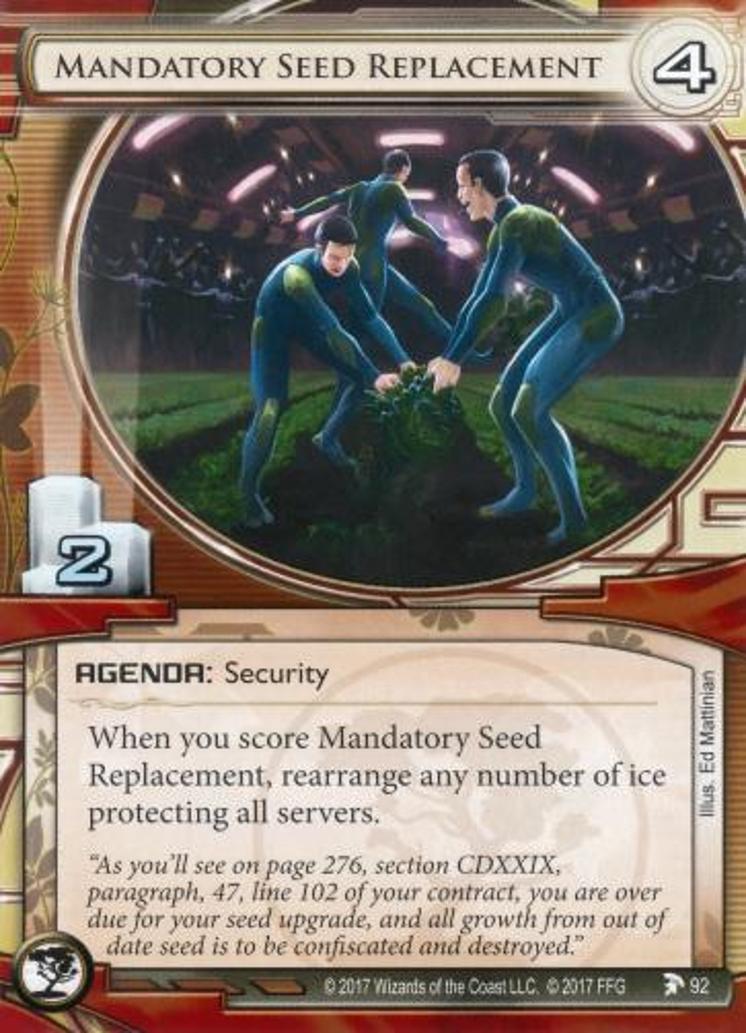 MANDATORY SEED REPLACEMENT
4
2
AGENDA: Security
When you score Mandatory Seed
Replacement, rearrange any number of ice
protecting all servers.
“As you’ll see on page 276, section CDXXIX,
paragraph, 47, line 102 of your contract, you are over
due for your seed upgrade, and all growth from out of
date seed is to be confiscated and destroyed.”
Illus. Ed Mattinian
© 2017 Wizards of the Coast LLC. © 2017 FFG
92